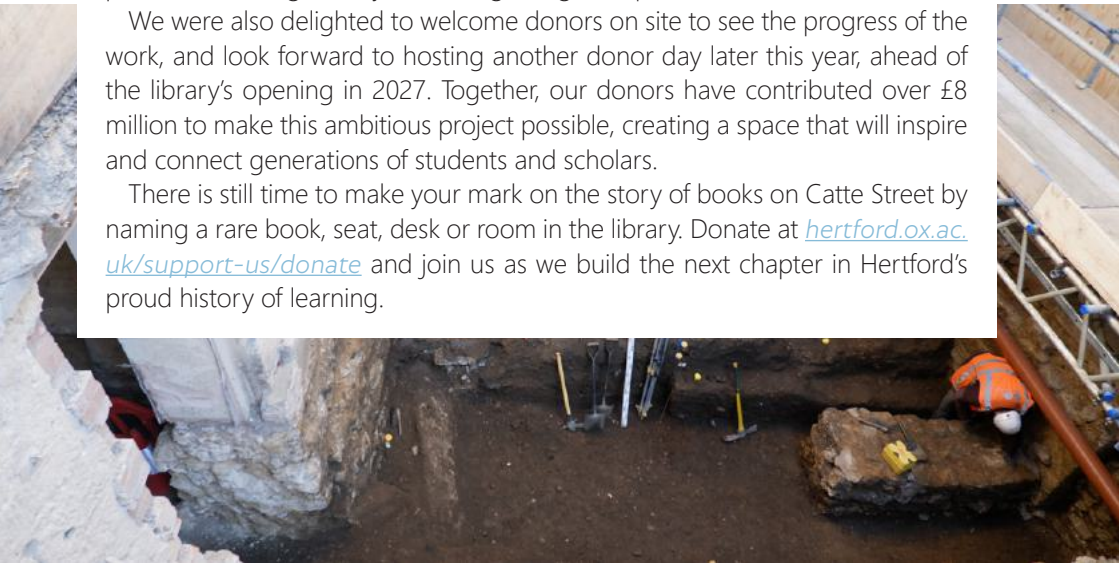 We were also delighted to welcome donors on site to see the progress of the
work, and look forward to hosting another donor day later this year, ahead of
the library's opening in 2027. Together, our donors have contributed over £8
million to make this ambitious project possible, creating a space that will inspire
and connect generations of students and scholars.
There is still time to make your mark on the story of books on Catte Street by
naming a rare book, seat, desk or room in the library. Donate at hertford.ox.ac.
uk/support-us/donate and join us as we build the next chapter in Hertford's
proud history of learning.